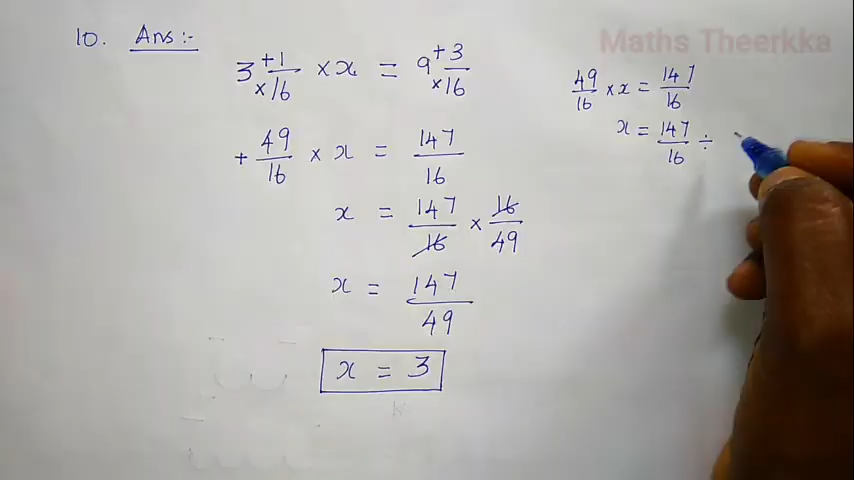 Maths Theerkka
10. Ans:-
3 +1/×16 × x = 9 +3/×16
+ 49/16 × x = 147/16
x = 147/16 × 16/49
x = 147/49
x = 3
49/16 × x = 147/16
x = 147/16 ÷